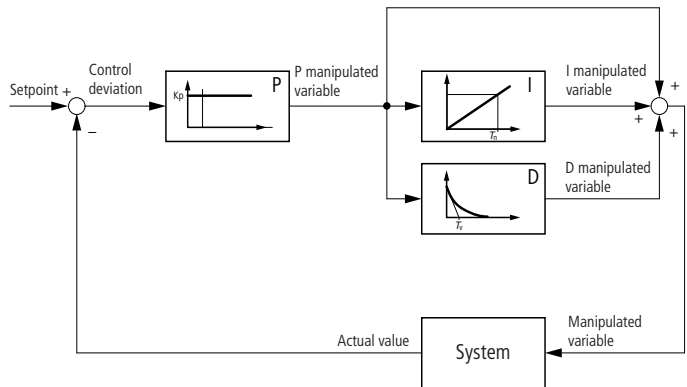 Setpoint
+
−
Control
deviation
P
Kp
P manipulated
variable
I
Tn
I manipulated
variable
+
+
+
D
Tv
D manipulated
variable
System
Manipulated
variable
Actual value